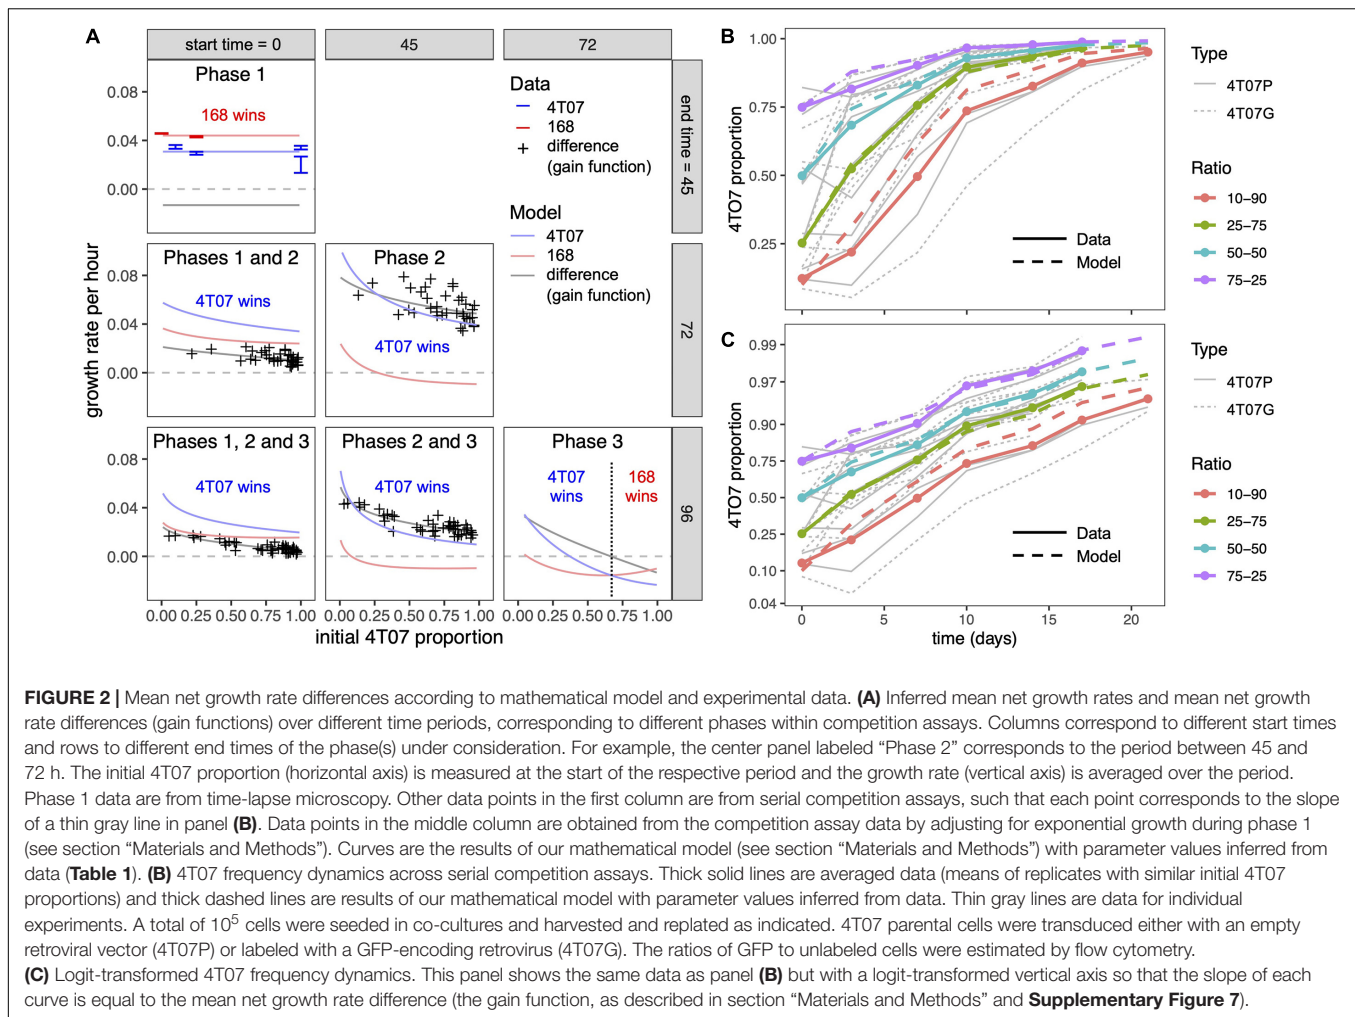 A
start time = 0
45
72
Phase 1
168 wins
0.08
0.04
0.00
end time = 45
Data
4T07
168
difference
(gain function)
Model
4T07
168
difference
(gain function)
growth rate per hour
Phases 1 and 2
4T07 wins
0.08
0.04
0.00
Phase 2
4T07 wins
72
Phases 1, 2 and 3
4T07 wins
0.08
0.04
0.00
Phases 2 and 3
4T07 wins
Phase 3
4T07
wins
168
wins
96
0.00 0.25 0.50 0.75 1.00
0.00 0.25 0.50 0.75 1.00
0.00 0.25 0.50 0.75 1.00
initial 4T07 proportion
B
1.00
0.75
0.50
0.25
4TO7 proportion
Data
Model
Type
4T07P
4T07G
Ratio
10–90
25–75
50–50
75–25
C
0.99
0.97
0.90
0.75
0.50
0.25
0.10
0.04
4TO7 proportion
Data
Model
0 5 10 15 20
time (days)
Type
4T07P
4T07G
Ratio
10–90
25–75
50–50
75–25
FIGURE 2 | Mean net growth rate differences according to mathematical model and experimental data. (A) Inferred mean net growth rates and mean net growth
rate differences (gain functions) over different time periods, corresponding to different phases within competition assays. Columns correspond to different start times
and rows to different end times of the phase(s) under consideration. For example, the center panel labeled “Phase 2” corresponds to the period between 45 and
72 h. The initial 4T07 proportion (horizontal axis) is measured at the start of the respective period and the growth rate (vertical axis) is averaged over the period.
Phase 1 data are from time-lapse microscopy. Other data points in the first column are from serial competition assays, such that each point corresponds to the slope
of a thin gray line in panel (B). Data points in the middle column are obtained from the competition assay data by adjusting for exponential growth during phase 1
(see section “Materials and Methods”). Curves are the results of our mathematical model (see section “Materials and Methods”) with parameter values inferred from
data (Table 1). (B) 4T07 frequency dynamics across serial competition assays. Thick solid lines are averaged data (means of replicates with similar initial 4T07
proportions) and thick dashed lines are results of our mathematical model with parameter values inferred from data. Thin gray lines are data for individual
experiments. A total of 10⁵ cells were seeded in co-cultures and harvested and replated as indicated. 4T07 parental cells were transduced either with an empty
retroviral vector (4T07P) or labeled with a GFP-encoding retrovirus (4T07G). The ratios of GFP to unlabeled cells were estimated by flow cytometry.
(C) Logit-transformed 4T07 frequency dynamics. This panel shows the same data as panel (B) but with a logit-transformed vertical axis so that the slope of each
curve is equal to the mean net growth rate difference (the gain function, as described in section “Materials and Methods” and Supplementary Figure 7).